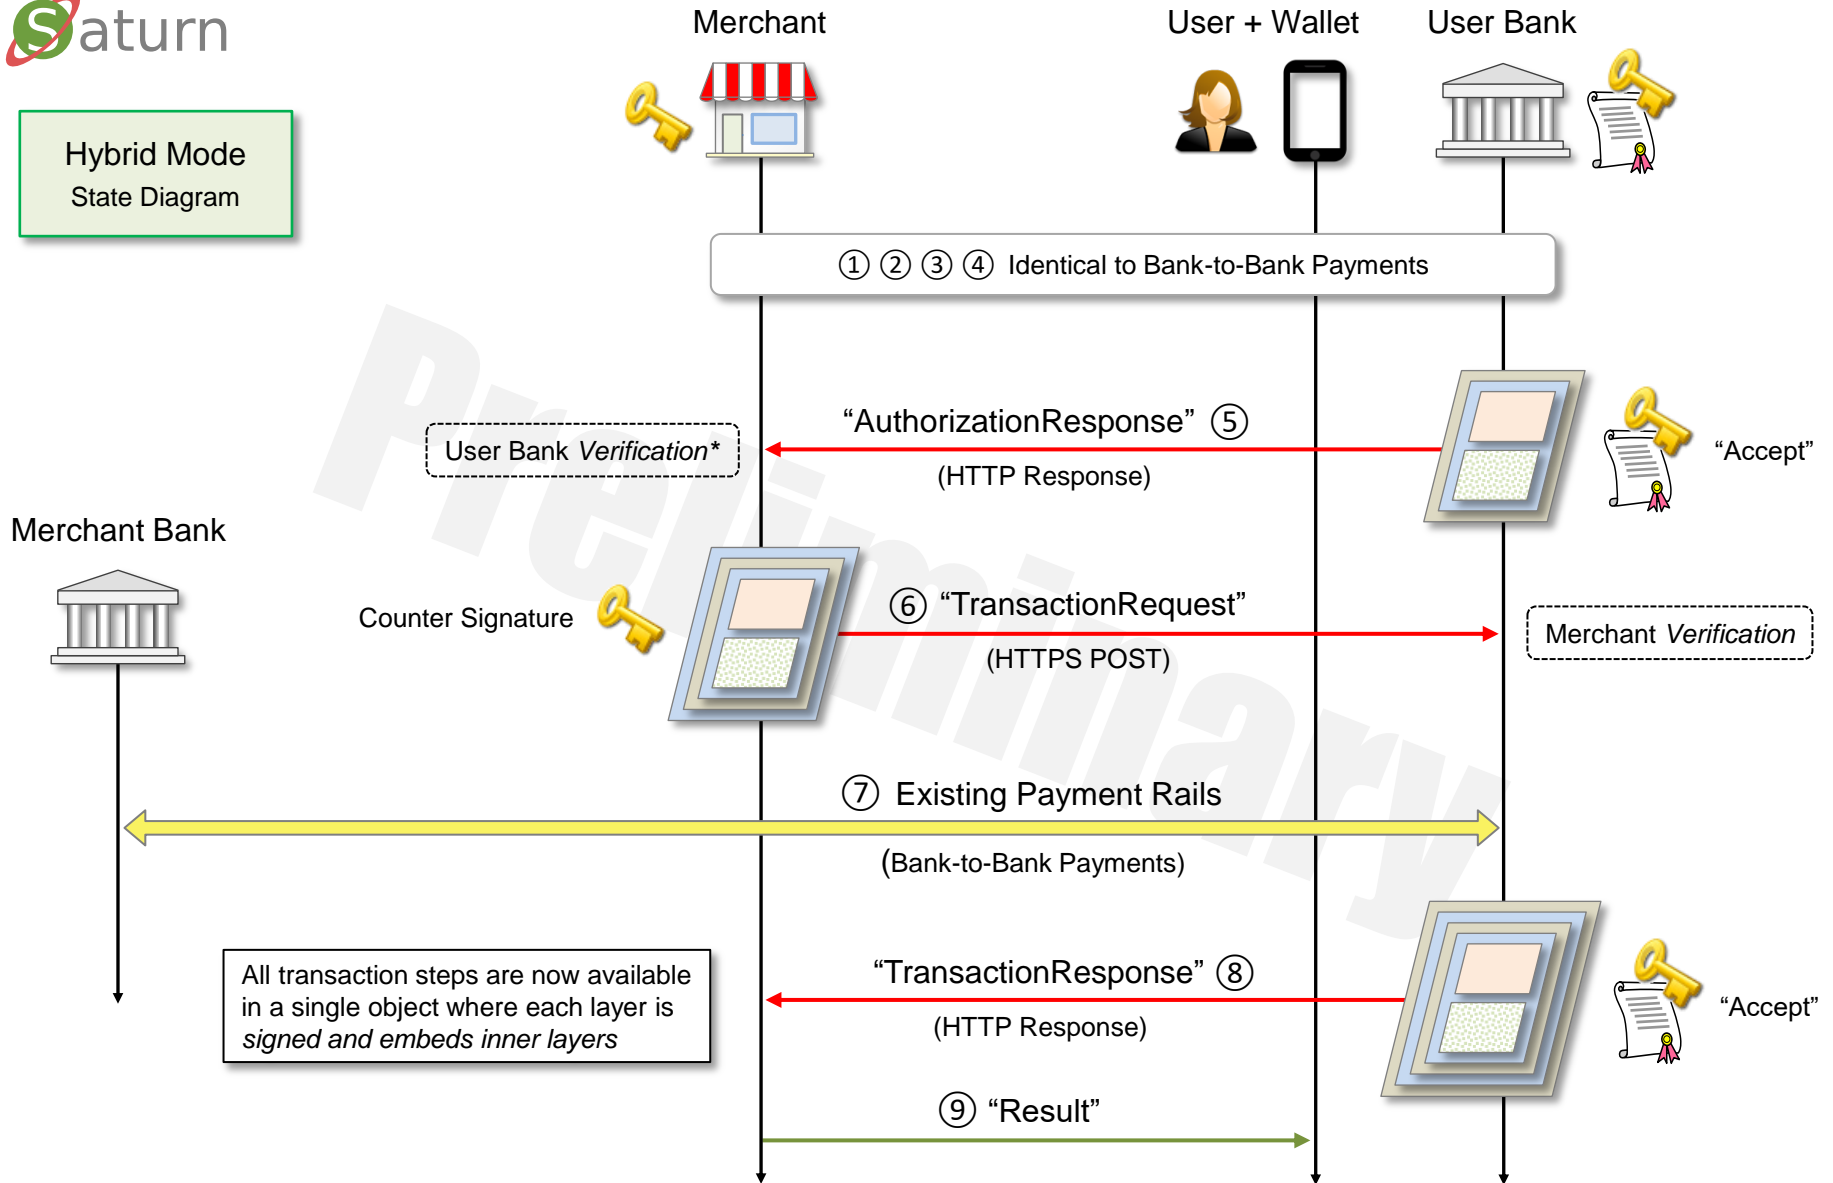 Saturn
Merchant
User + Wallet
User Bank
Hybrid Mode
State Diagram
① ② ③ ④ Identical to Bank-to-Bank Payments
Preliminary
“AuthorizationResponse” ⑤
(HTTP Response)
User Bank Verification*
“Accept”
Merchant Bank
Counter Signature
⑥ “TransactionRequest”
(HTTPS POST)
Merchant Verification
⑦ Existing Payment Rails
(Bank-to-Bank Payments)
All transaction steps are now available
in a single object where each layer is
signed and embeds inner layers
“TransactionResponse” ⑧
(HTTP Response)
“Accept”
⑨ “Result”